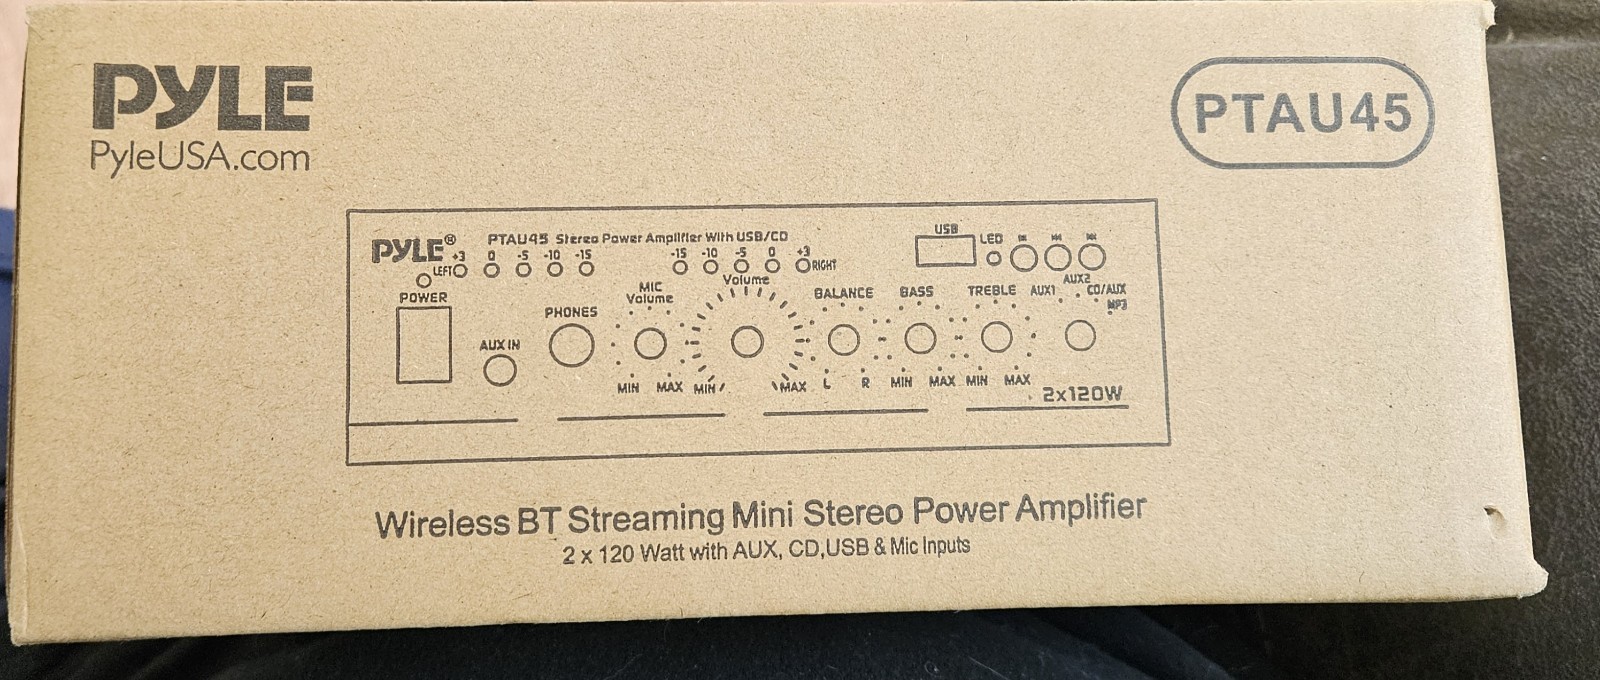 PYLE
PyleUSA.com
PTAU45
PYLE® PTAU45 Stereo Power Amplifier With USB/CD
USB
LED
LEFT +3 0 -5 -10 -15
-15 -10 -5 0 +3 RIGHT
POWER
AUX IN
PHONES
MIC
Volume
MIN MAX
Volume
MIN MAX
BALANCE
L R
BASS
MIN MAX
TREBLE
MIN MAX
AUX1
AUX2
CD/AUX
MP3
2x120W
Wireless BT Streaming Mini Stereo Power Amplifier
2 x 120 Watt with AUX, CD,USB & Mic Inputs